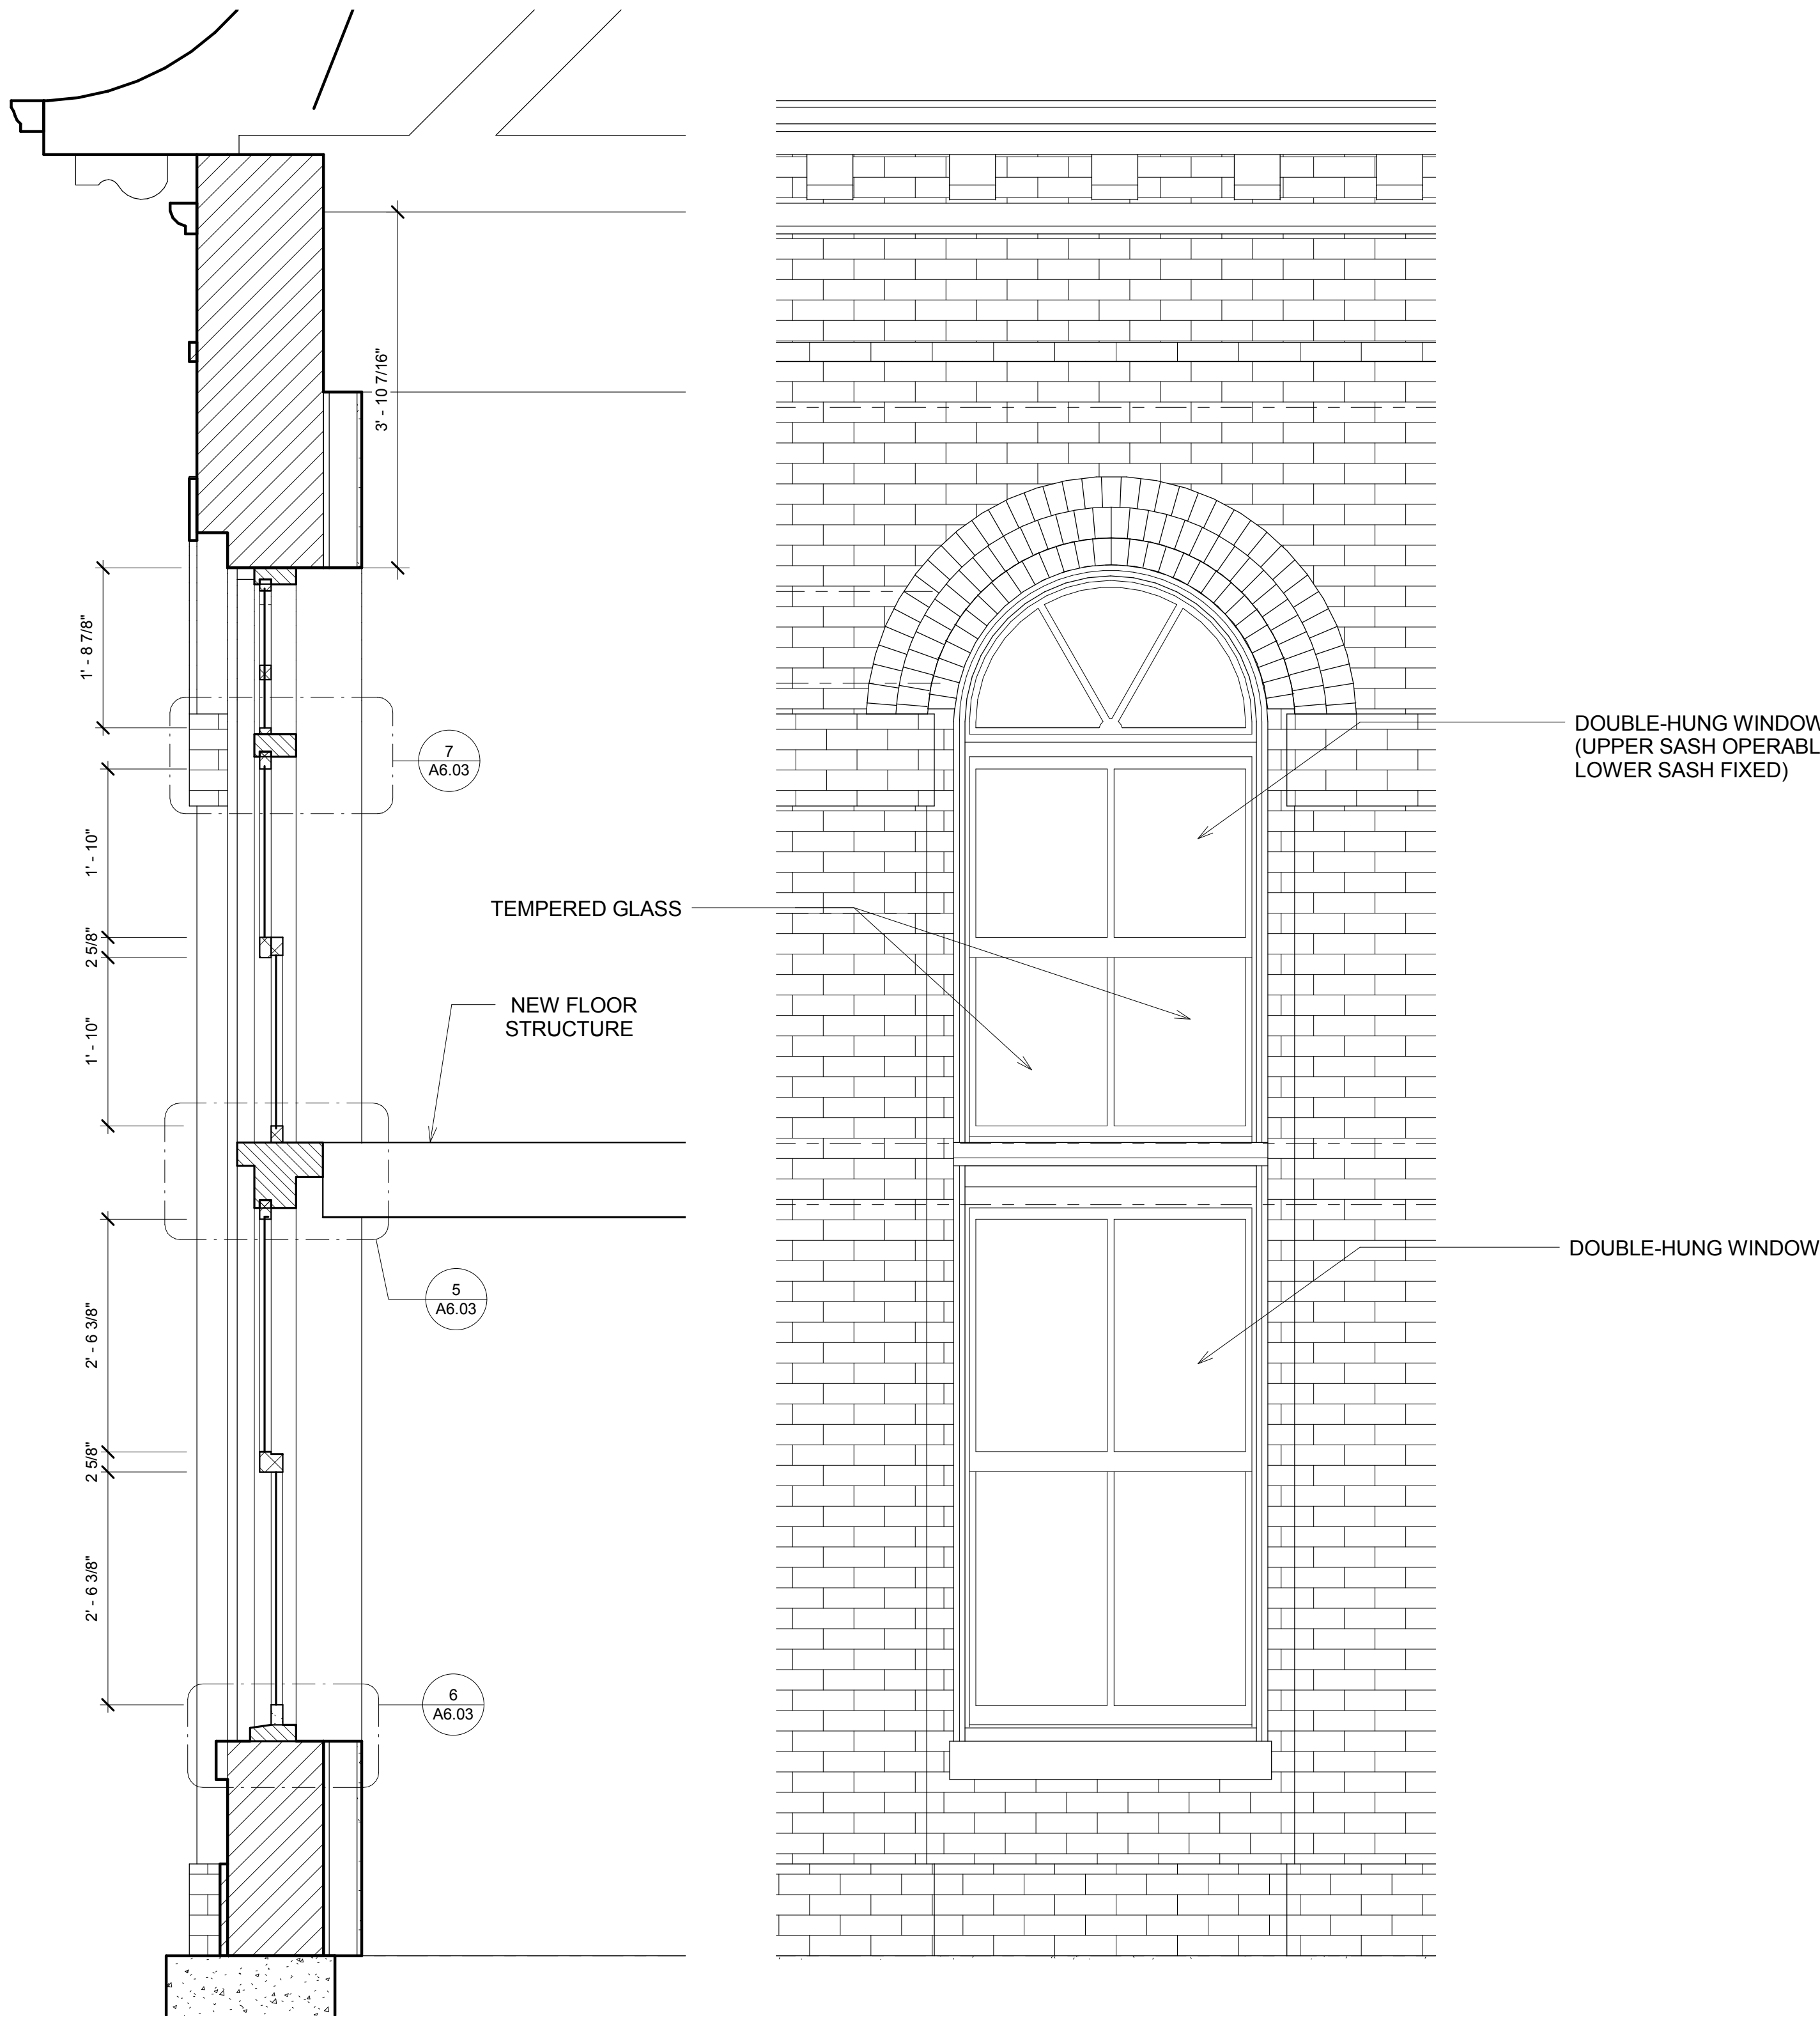 3' - 10 7/16"
1' - 8 7/8"
7
A6.03
DOUBLE-HUNG WINDOW
(UPPER SASH OPERABL
LOWER SASH FIXED)
1' - 10"
TEMPERED GLASS
2 5/8"
NEW FLOOR
STRUCTURE
1' - 10"
DOUBLE-HUNG WINDOW
5
A6.03
2' - 6 3/8"
2 5/8"
2' - 6 3/8"
6
A6.03